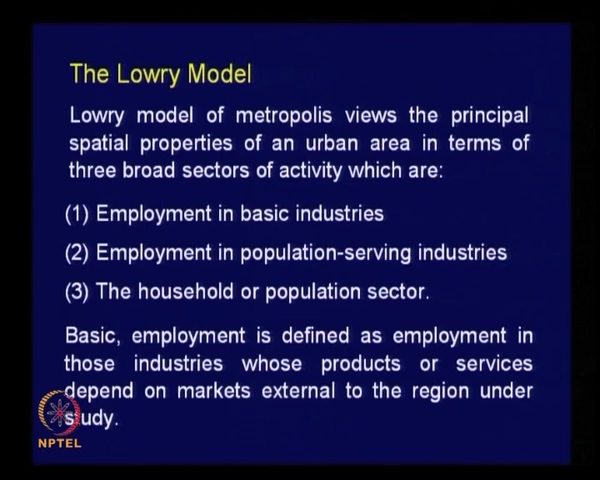 The Lowry Model
Lowry model of metropolis views the principal
spatial properties of an urban area in terms of
three broad sectors of activity which are:
(1) Employment in basic industries
(2) Employment in population-serving industries
(3) The household or population sector.
Basic, employment is defined as employment in
those industries whose products or services
depend on markets external to the region under
study.
NPTEL